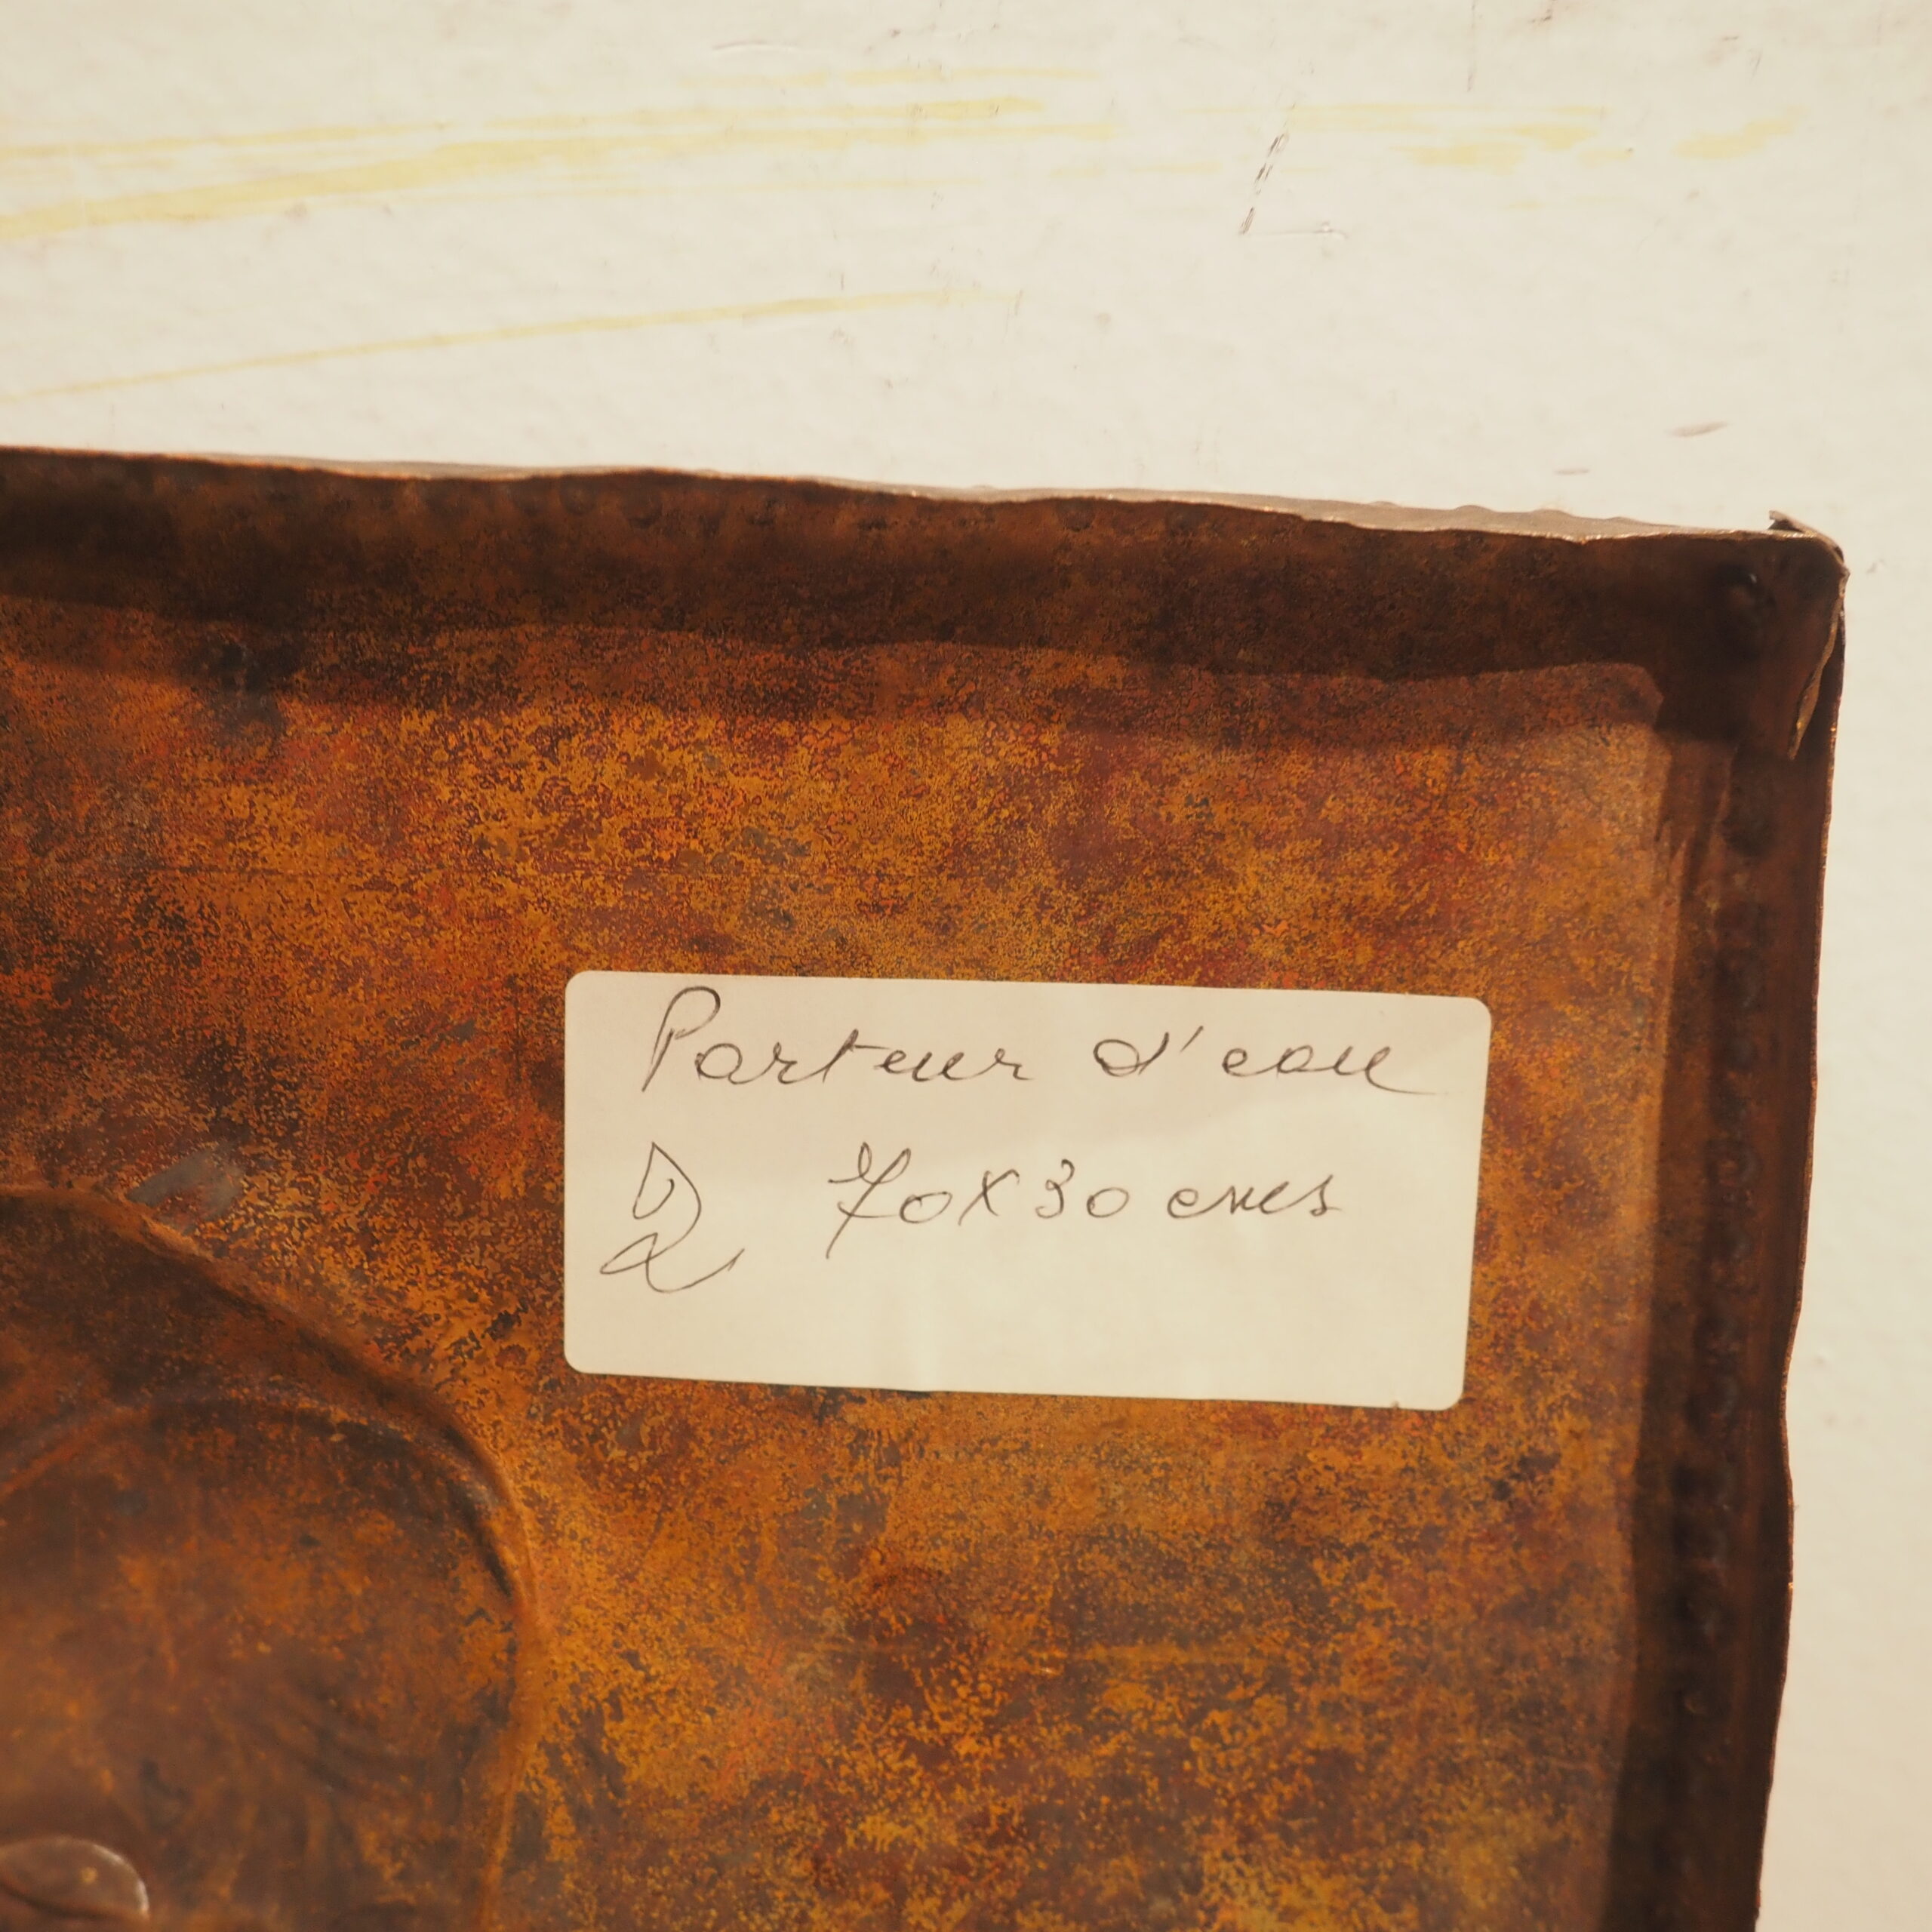 Porteur d'eau
70X30 cms